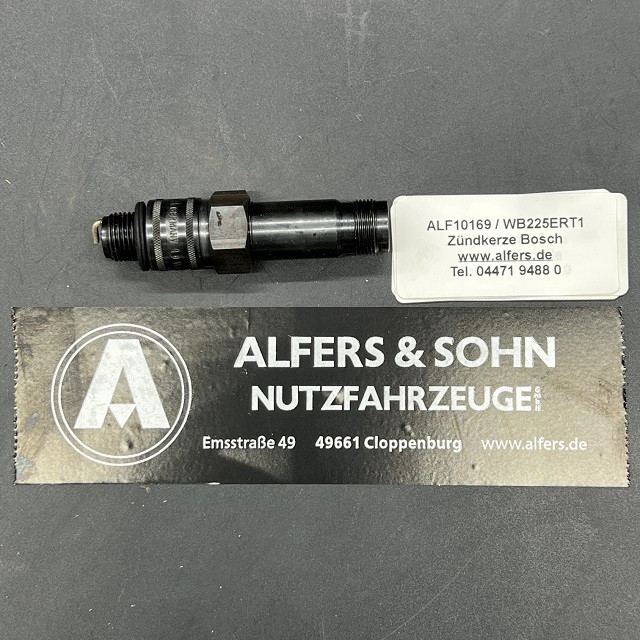 ALF10169 / WB225ERT1
Zündkerze Bosch
www.alfers.de
Tel. 04471 9488 0
A
ALFERS & SOHN
NUTZFAHRZEUGE GmbH
Emsstraße 49 49661 Cloppenburg www.alfers.de